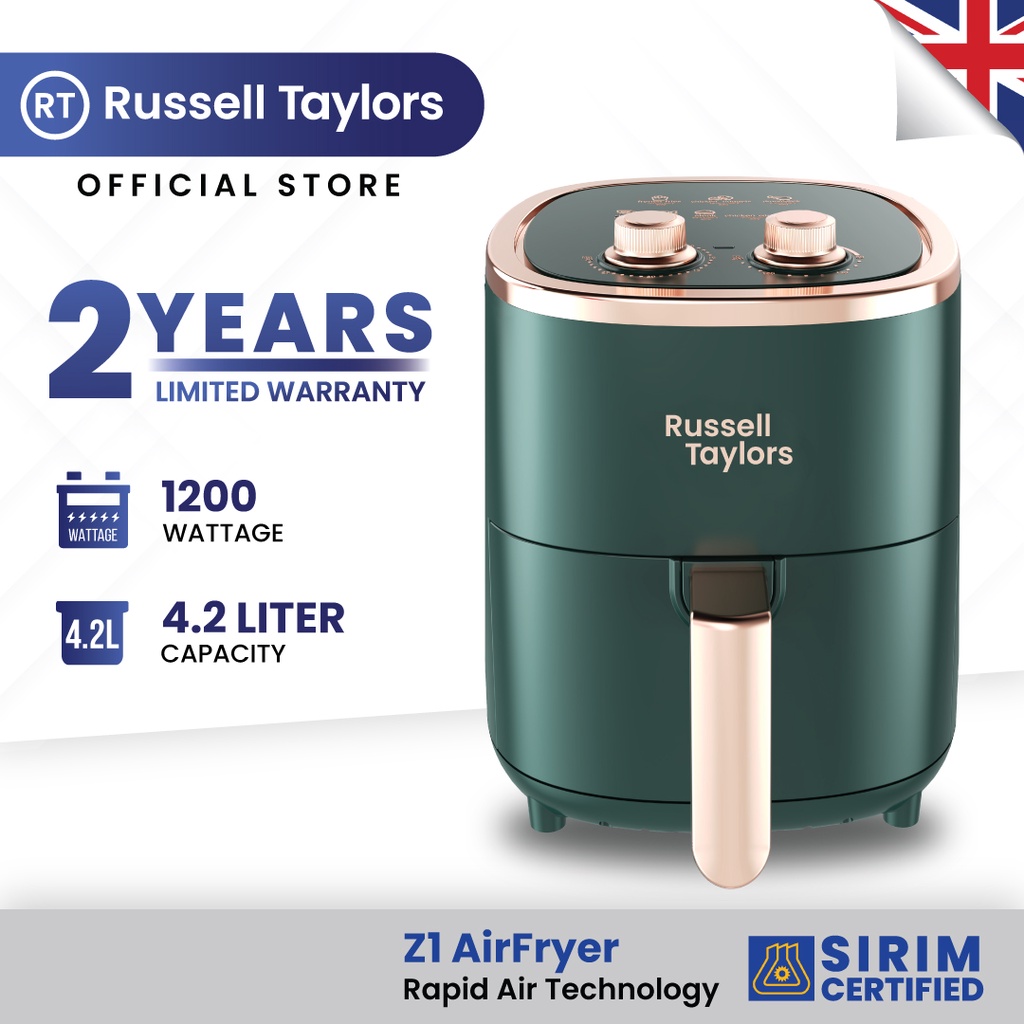 RT Russell Taylors
OFFICIAL STORE
2 YEARS
LIMITED WARRANTY
WATTAGE
1200
WATTAGE
4.2L
4.2 LITER
CAPACITY
Russell
Taylors
Z1 AirFryer
Rapid Air Technology
SIRIM
CERTIFIED